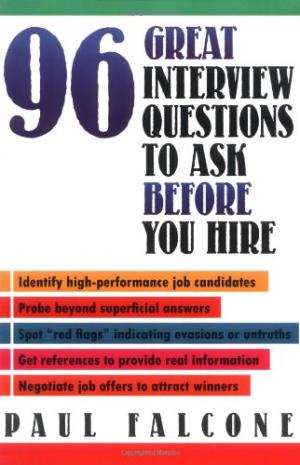 96
GREAT
INTERVIEW
QUESTIONS
TO ASK
BEFORE
YOU HIRE
Identify high-performance job candidates
Probe beyond superficial answers
Spot "red flags" indicating evasions or untruths
Get references to provide real information
Negotiate job offers to attract winners
PAUL FALCONE
Copyrighted Material